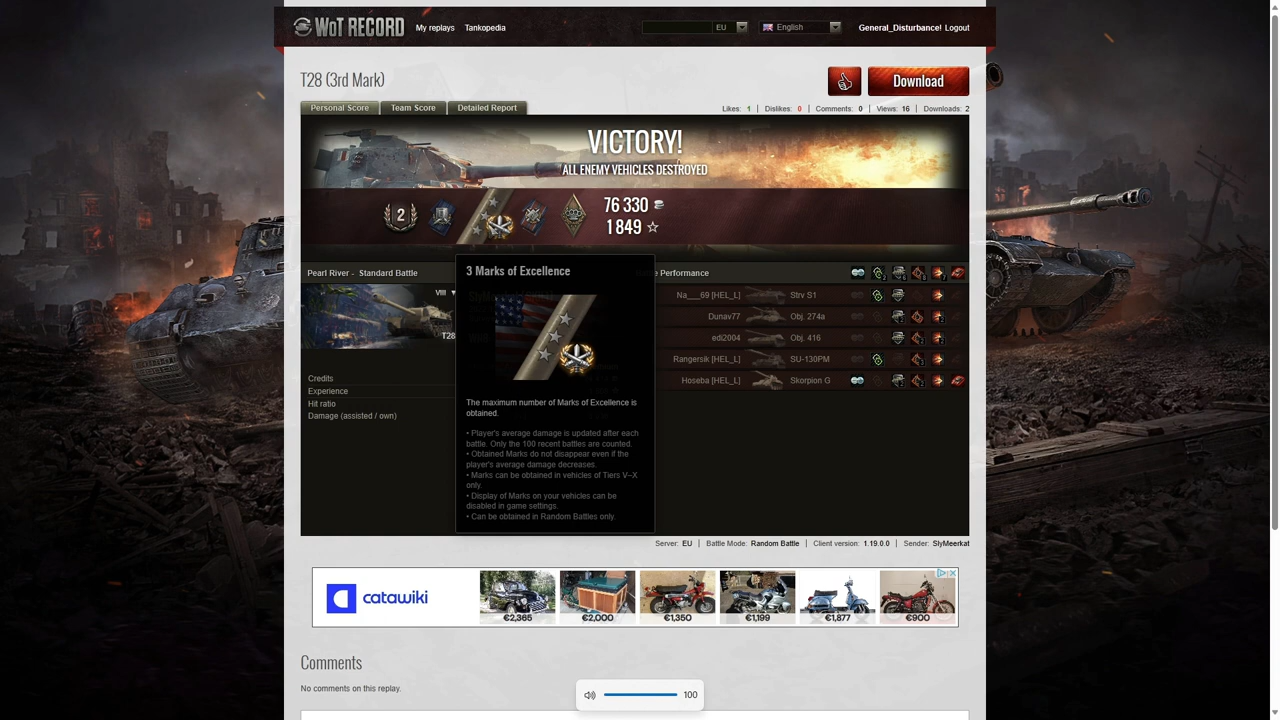 WoT RECORD
My replays
Tankopedia
EU
English
General_Disturbance! Logout
T28 (3rd Mark)
Download
Personal Score
Team Score
Detailed Report
Likes: 1 | Dislikes: 0 | Comments: 0 | Views: 16 | Downloads: 2
VICTORY!
ALL ENEMY VEHICLES DESTROYED
2
76 330
1 849
Pearl River - Standard Battle
Performance
VIII
T28
Credits
Experience
Hit ratio
Damage (assisted / own)
3 Marks of Excellence
The maximum number of Marks of Excellence is
obtained.
• Player's average damage is updated after each
battle. Only the 100 recent battles are counted.
• Obtained Marks do not disappear even if the
player's average damage decreases.
• Marks can be obtained in vehicles of Tiers V–X
only.
• Display of Marks on your vehicles can be
disabled in game settings.
• Can be obtained in Random Battles only.
Na___69 [HEL_L] Strv S1
Dunav77 Obj. 274a
edi2004 Obj. 416
Rangersik [HEL_L] SU-130PM
Hoseba [HEL_L] Skorpion G
Server: EU | Battle Mode: Random Battle | Client version: 1.19.0.0 | Sender: SlyMeerkat
catawiki
€2,365
€2,000
€1,350
€1,199
€1,877
€900
Comments
No comments on this replay.
100